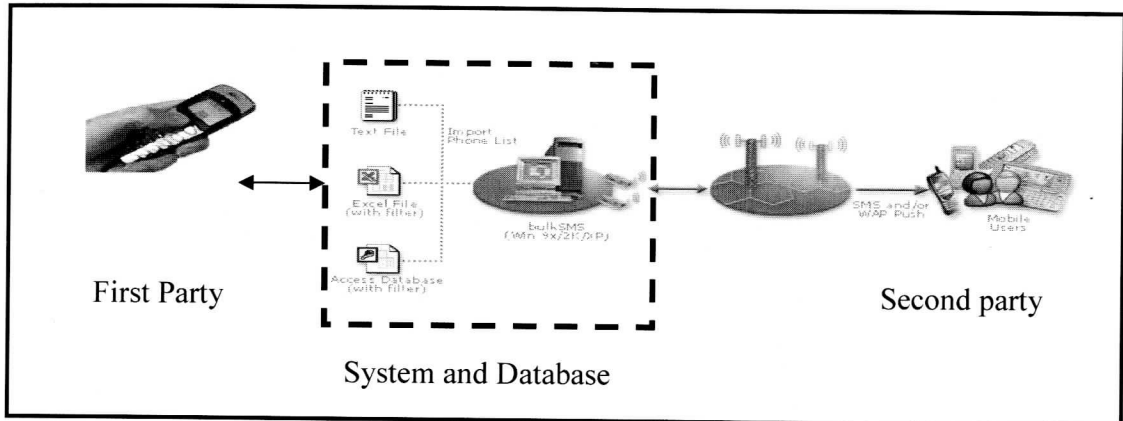 Text File
Import
Phone List
Excel File
(with filter)
bulkSMS
(Win 9x/2K/XP)
Access Database
(with filter)
SMS and/or
WAP Push
Mobile
Users
First Party
Second party
System and Database